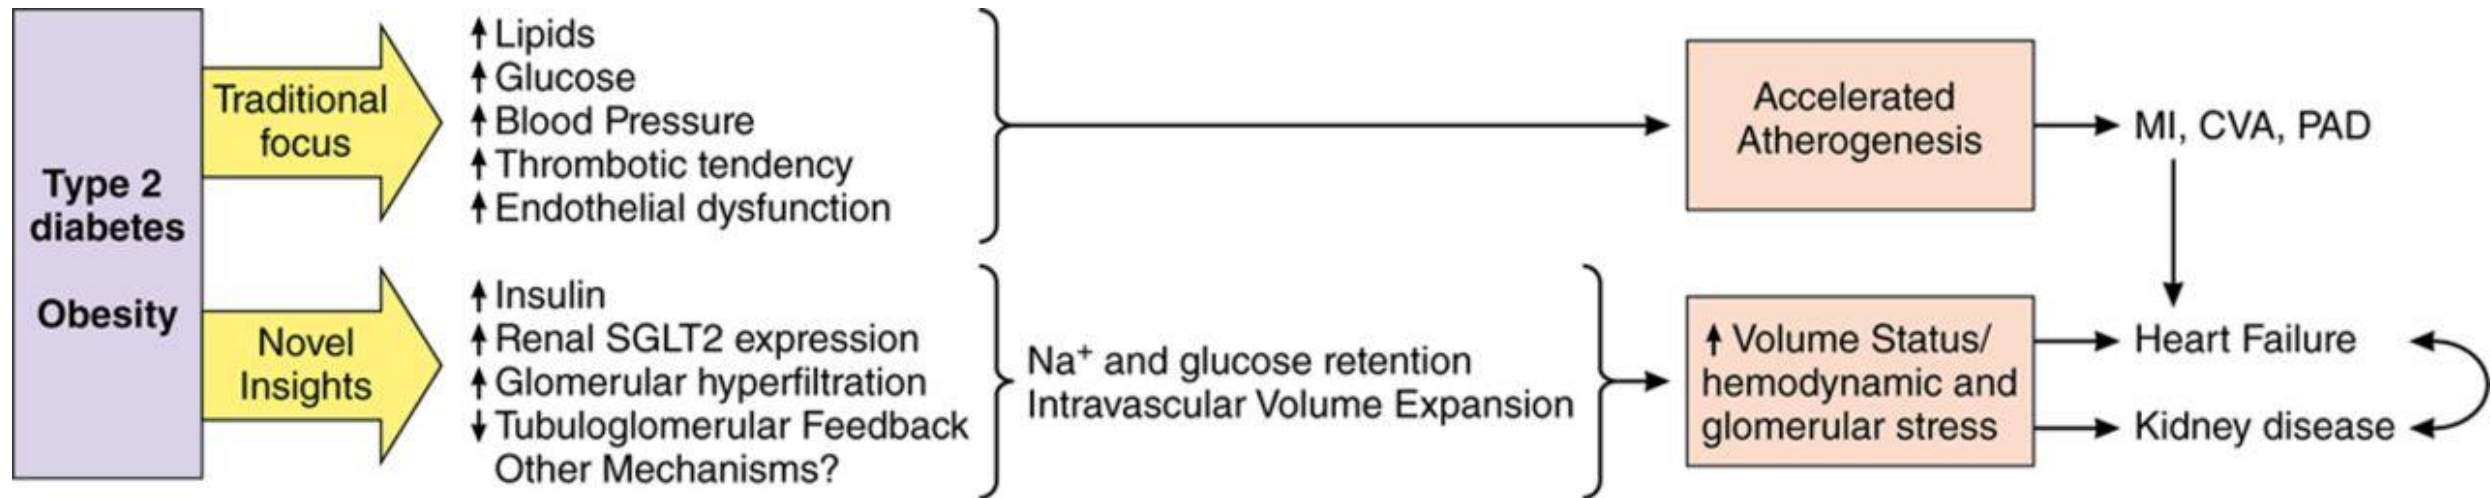 Type 2
diabetes
Obesity
Traditional
focus
↑ Lipids
↑ Glucose
↑ Blood Pressure
↑ Thrombotic tendency
↑ Endothelial dysfunction
Accelerated
Atherogenesis
MI, CVA, PAD
Novel
Insights
↑ Insulin
↑ Renal SGLT2 expression
↑ Glomerular hyperfiltration
↓ Tubuloglomerular Feedback
Other Mechanisms?
Na⁺ and glucose retention
Intravascular Volume Expansion
↑ Volume Status/
hemodynamic and
glomerular stress
Heart Failure
Kidney disease